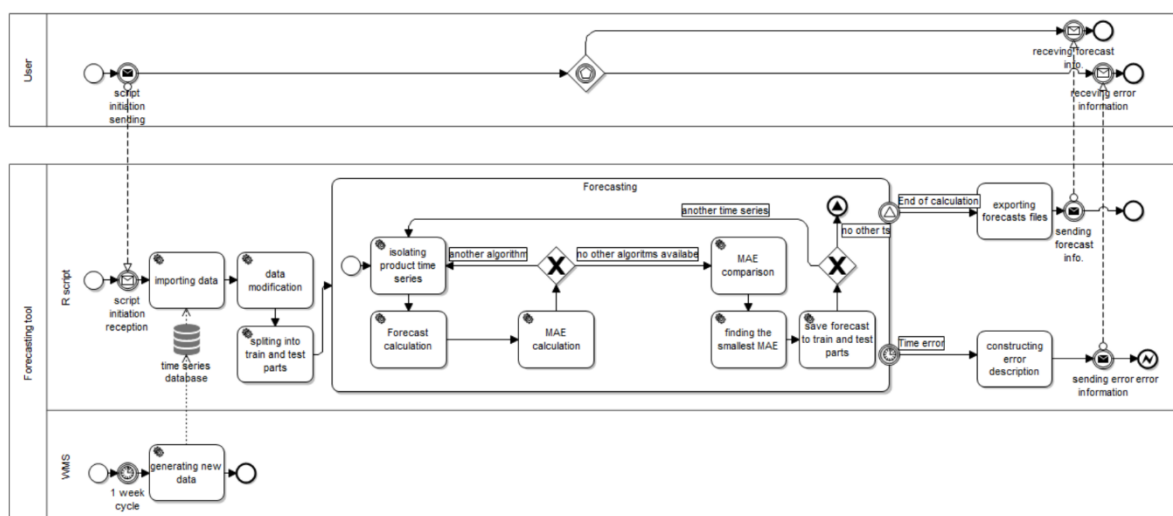 User
script
initiation
sending
receving forecast
info.
receving error
information
Forecasting tool
R script
script
initiation
reception
importing data
time series
database
data
modification
spliting into
train and test
parts
Forecasting
another time series
isolating
product time
series
another algorithm
no other algoritms availabe
Forecast
calculation
MAE
calculation
MAE
comparison
finding the
smallest MAE
no other ts
save forecast
to train and test
parts
End of calculation
exporting
forecasts files
sending
forecast
info.
Time error
constructing
error
description
sending error
information
error
WMS
1 week
cycle
generating new
data